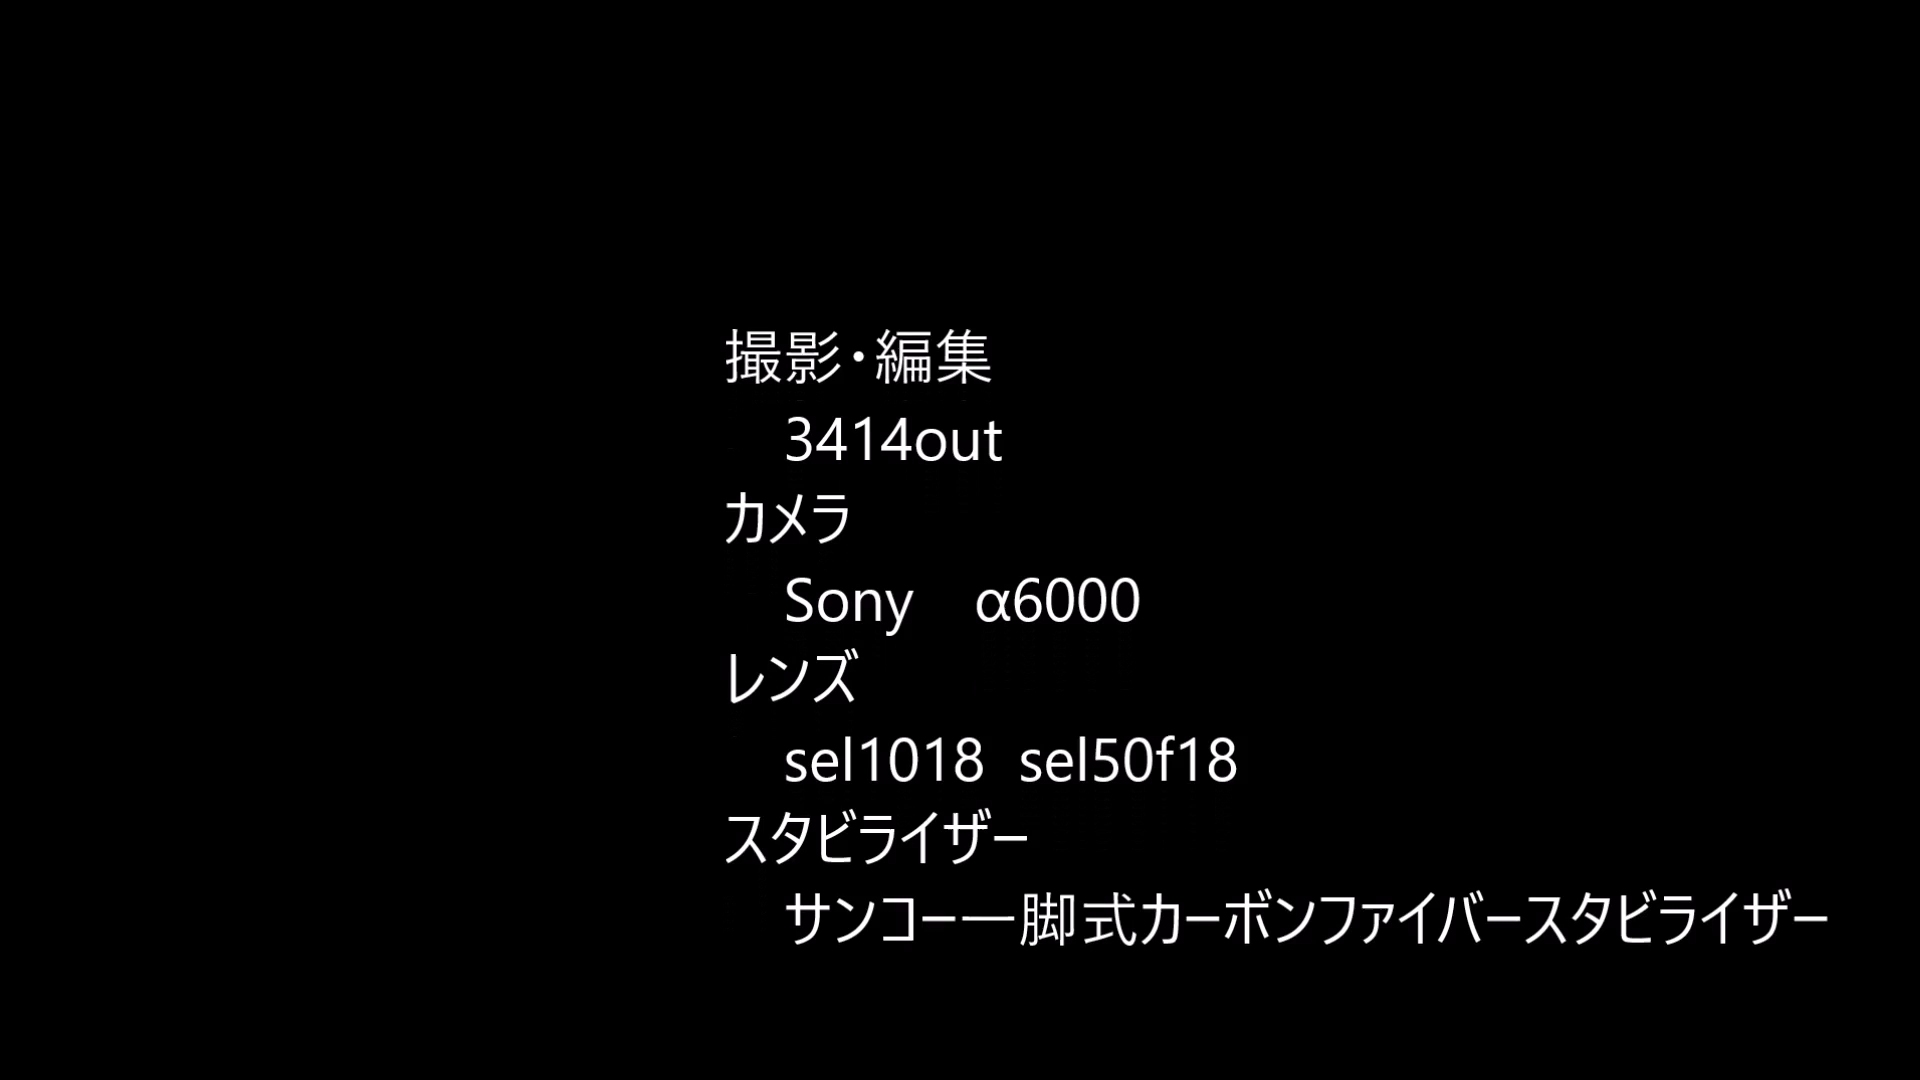 撮影・編集
3414out
カメラ
Sony　α6000
レンズ
sel1018 sel50f18
スタビライザー
サンコー一脚式カーボンファイバースタビライザー